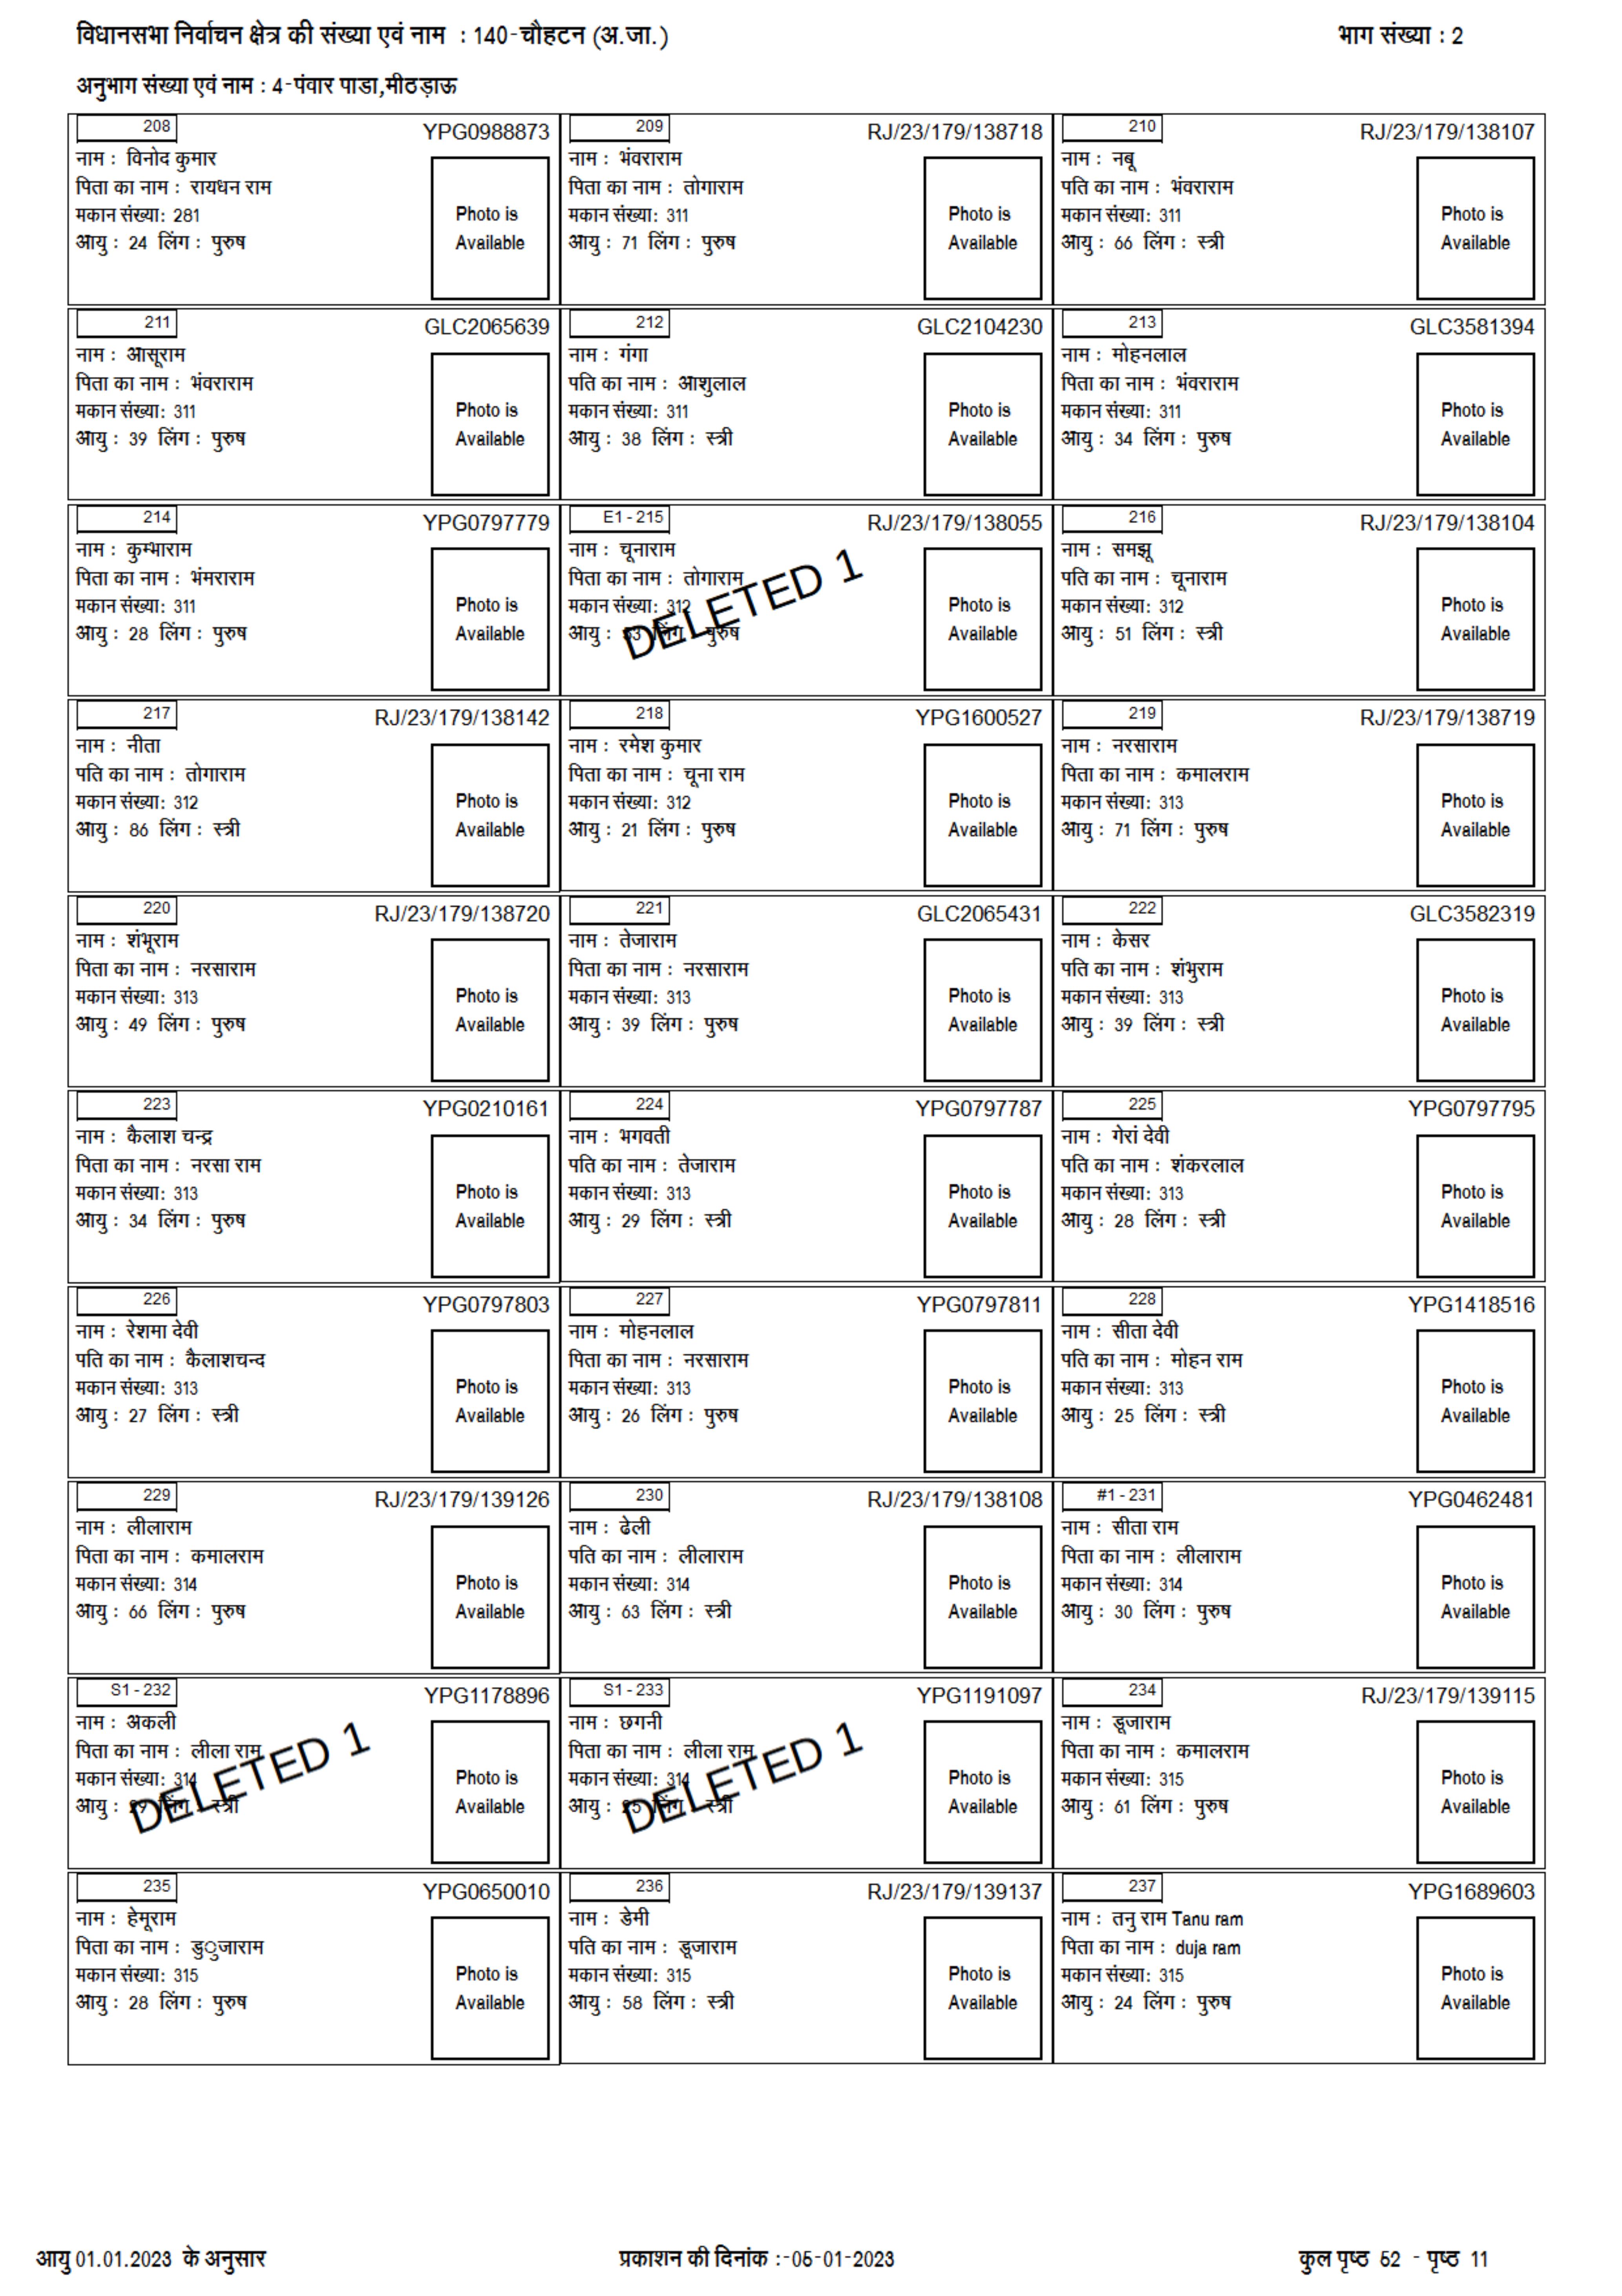 विधानसभा निर्वाचन क्षेत्र की संख्या एवं नाम : 140-चौहटन (अ.जा.) भाग संख्या : 2
अनुभाग संख्या एवं नाम : 4-पंवार पाडा,मीठड़ाऊ
208 YPG0988873
नाम : विनोद कुमार
पिता का नाम : रायधन राम
मकान संख्या: 281
आयु : 24 लिंग : पुरुष
Photo is
Available
209 RJ/23/179/138718
नाम : भंवराराम
पिता का नाम : तोगाराम
मकान संख्या: 311
आयु : 71 लिंग : पुरुष
Photo is
Available
210 RJ/23/179/138107
नाम : नबू
पति का नाम : भंवराराम
मकान संख्या: 311
आयु : 66 लिंग : स्त्री
Photo is
Available
211 GLC2065639
नाम : आसूराम
पिता का नाम : भंवराराम
मकान संख्या: 311
आयु : 39 लिंग : पुरुष
Photo is
Available
212 GLC2104230
नाम : गंगा
पति का नाम : आशुलाल
मकान संख्या: 311
आयु : 38 लिंग : स्त्री
Photo is
Available
213 GLC3581394
नाम : मोहनलाल
पिता का नाम : भंवराराम
मकान संख्या: 311
आयु : 34 लिंग : पुरुष
Photo is
Available
214 YPG0797779
नाम : कुम्भाराम
पिता का नाम : भंमराराम
मकान संख्या: 311
आयु : 28 लिंग : पुरुष
Photo is
Available
E1 - 215 RJ/23/179/138055
नाम : चूनाराम
पिता का नाम : तोगाराम
मकान संख्या: 312
आयु : 53 लिंग : पुरुष
DELETED 1
Photo is
Available
216 RJ/23/179/138104
नाम : समझू
पति का नाम : चूनाराम
मकान संख्या: 312
आयु : 51 लिंग : स्त्री
Photo is
Available
217 RJ/23/179/138142
नाम : नीता
पति का नाम : तोगाराम
मकान संख्या: 312
आयु : 86 लिंग : स्त्री
Photo is
Available
218 YPG1600527
नाम : रमेश कुमार
पिता का नाम : चूना राम
मकान संख्या: 312
आयु : 21 लिंग : पुरुष
Photo is
Available
219 RJ/23/179/138719
नाम : नरसाराम
पिता का नाम : कमालराम
मकान संख्या: 313
आयु : 71 लिंग : पुरुष
Photo is
Available
220 RJ/23/179/138720
नाम : शंभूराम
पिता का नाम : नरसाराम
मकान संख्या: 313
आयु : 49 लिंग : पुरुष
Photo is
Available
221 GLC2065431
नाम : तेजाराम
पिता का नाम : नरसाराम
मकान संख्या: 313
आयु : 39 लिंग : पुरुष
Photo is
Available
222 GLC3582319
नाम : केसर
पति का नाम : शंभुराम
मकान संख्या: 313
आयु : 39 लिंग : स्त्री
Photo is
Available
223 YPG0210161
नाम : कैलाश चन्द्र
पिता का नाम : नरसा राम
मकान संख्या: 313
आयु : 34 लिंग : पुरुष
Photo is
Available
224 YPG0797787
नाम : भगवती
पति का नाम : तेजाराम
मकान संख्या: 313
आयु : 29 लिंग : स्त्री
Photo is
Available
225 YPG0797795
नाम : गेरां देवी
पति का नाम : शंकरलाल
मकान संख्या: 313
आयु : 28 लिंग : स्त्री
Photo is
Available
226 YPG0797803
नाम : रेशमा देवी
पति का नाम : कैलाशचन्द
मकान संख्या: 313
आयु : 27 लिंग : स्त्री
Photo is
Available
227 YPG0797811
नाम : मोहनलाल
पिता का नाम : नरसाराम
मकान संख्या: 313
आयु : 26 लिंग : पुरुष
Photo is
Available
228 YPG1418516
नाम : सीता देवी
पति का नाम : मोहन राम
मकान संख्या: 313
आयु : 25 लिंग : स्त्री
Photo is
Available
229 RJ/23/179/139126
नाम : लीलाराम
पिता का नाम : कमालराम
मकान संख्या: 314
आयु : 66 लिंग : पुरुष
Photo is
Available
230 RJ/23/179/138108
नाम : ढेली
पति का नाम : लीलाराम
मकान संख्या: 314
आयु : 63 लिंग : स्त्री
Photo is
Available
#1 - 231 YPG0462481
नाम : सीता राम
पिता का नाम : लीलाराम
मकान संख्या: 314
आयु : 30 लिंग : पुरुष
Photo is
Available
S1 - 232 YPG1178896
नाम : अकली
पिता का नाम : लीला राम
मकान संख्या: 314
आयु : 29 लिंग : स्त्री
DELETED 1
Photo is
Available
S1 - 233 YPG1191097
नाम : छगनी
पिता का नाम : लीला राम
मकान संख्या: 314
आयु : 25 लिंग : स्त्री
DELETED 1
Photo is
Available
234 RJ/23/179/139115
नाम : डूजाराम
पिता का नाम : कमालराम
मकान संख्या: 315
आयु : 61 लिंग : पुरुष
Photo is
Available
235 YPG0650010
नाम : हेमूराम
पिता का नाम : डुुजाराम
मकान संख्या: 315
आयु : 28 लिंग : पुरुष
Photo is
Available
236 RJ/23/179/139137
नाम : डेमी
पति का नाम : डूजाराम
मकान संख्या: 315
आयु : 58 लिंग : स्त्री
Photo is
Available
237 YPG1689603
नाम : तनु राम Tanu ram
पिता का नाम : duja ram
मकान संख्या: 315
आयु : 24 लिंग : पुरुष
Photo is
Available
आयु 01.01.2023 के अनुसार प्रकाशन की दिनांक :-05-01-2023 कुल पृष्ठ 52 - पृष्ठ 11